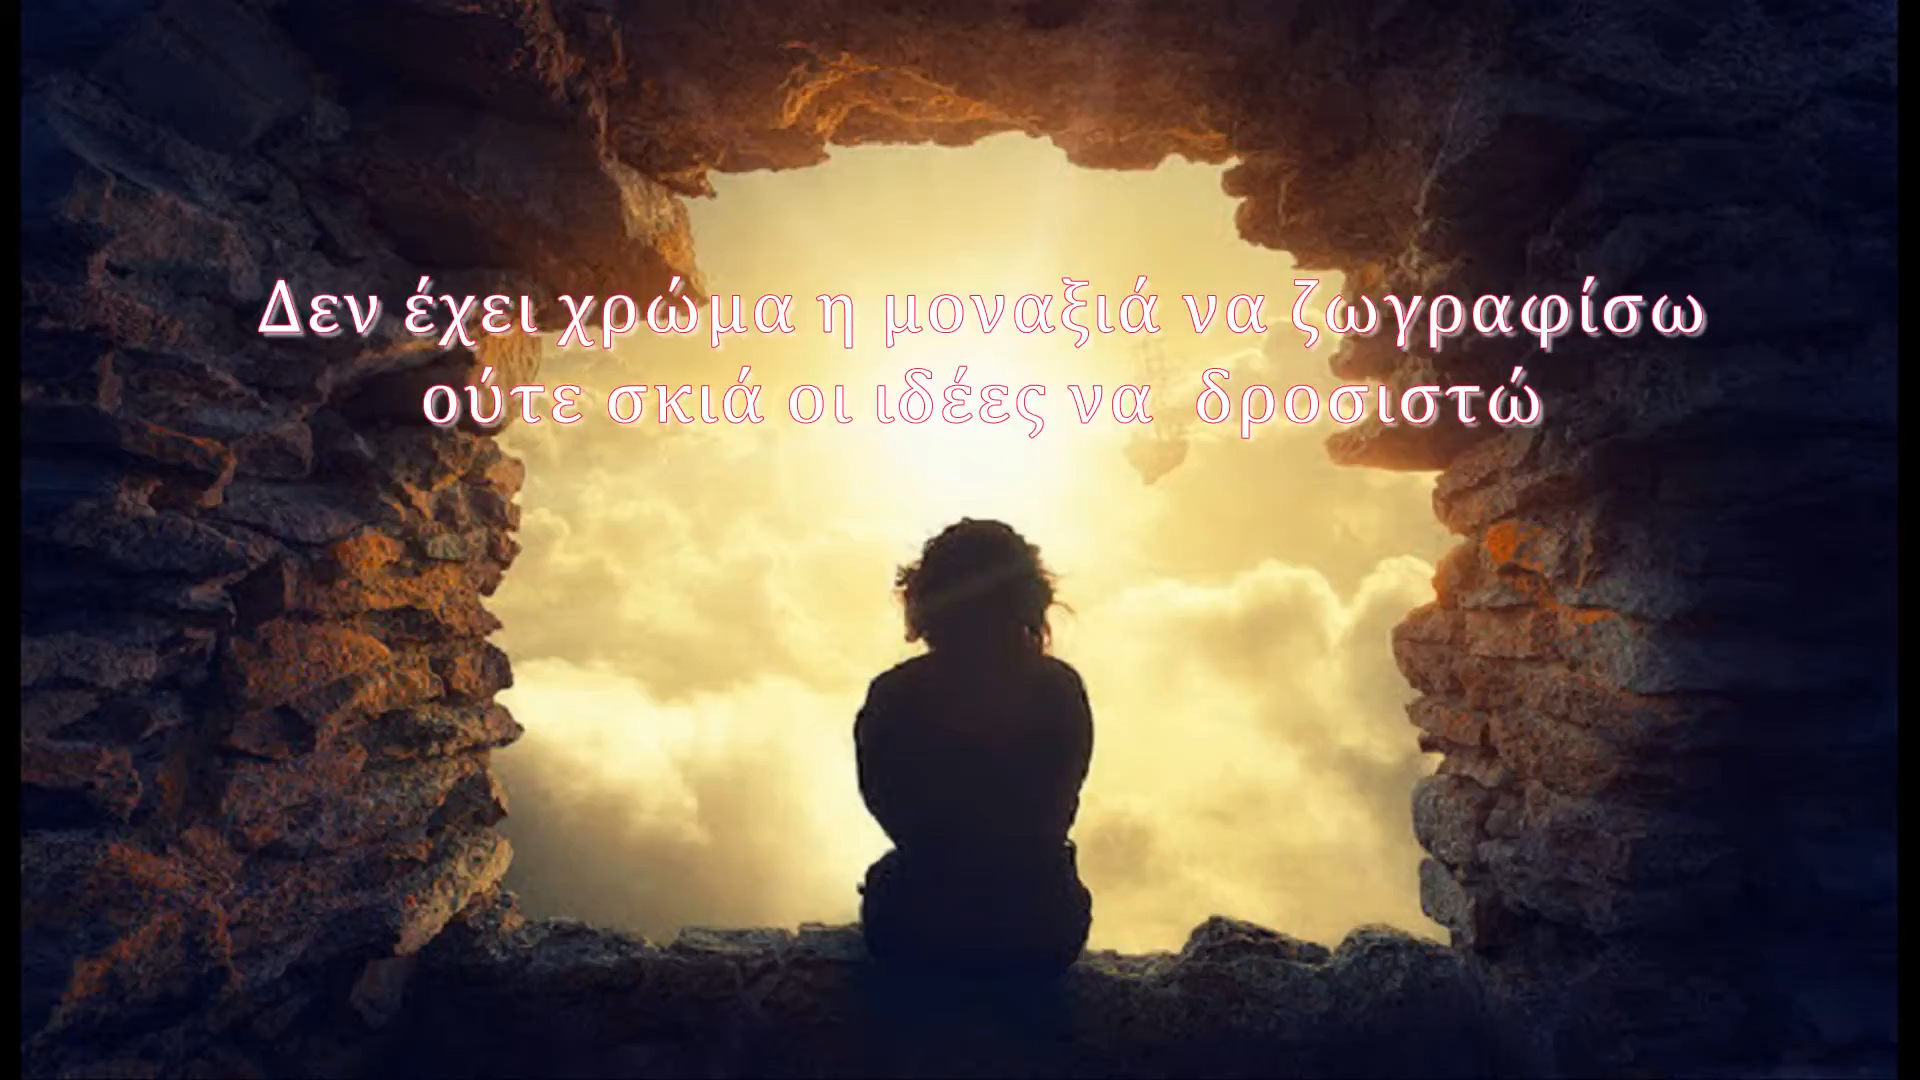 Δεν έχει χρώμα η μοναξιά να ζωγραφίσω
ούτε σκιά οι ιδέες να δροσιστώ